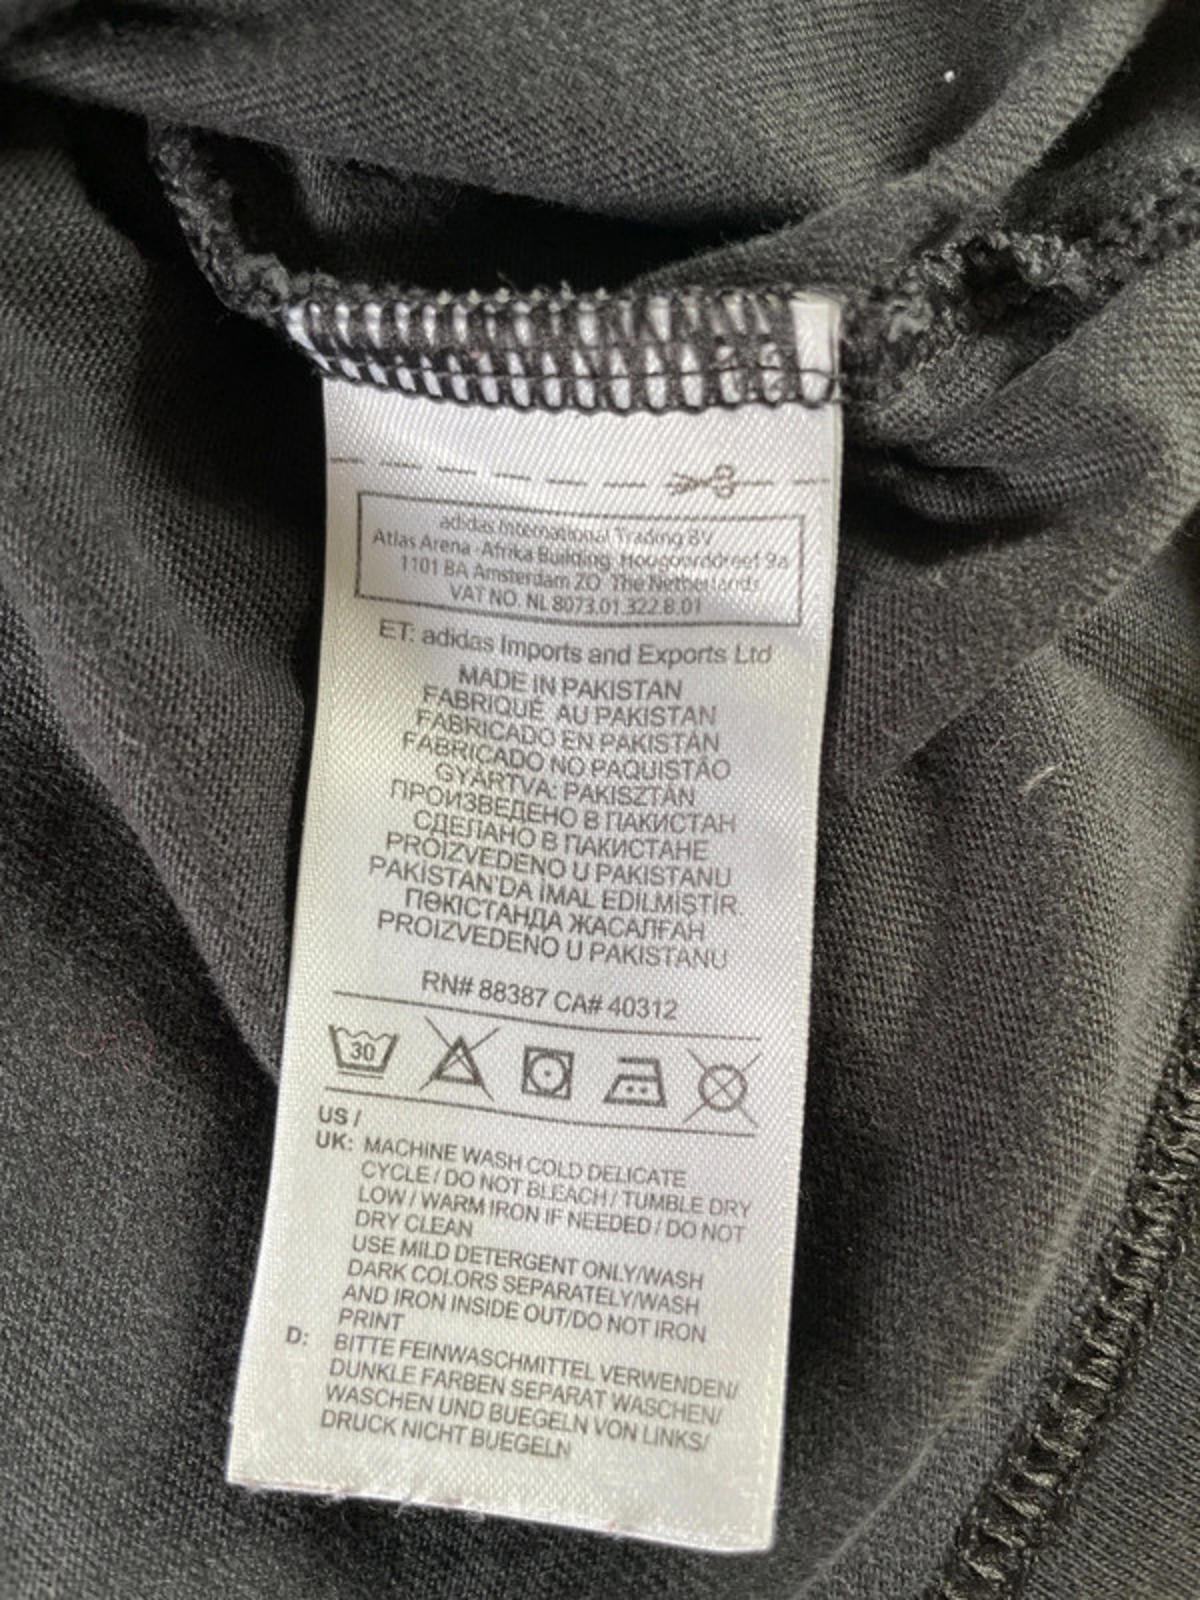 adidas International Trading BV
Atlas Arena - Afrika Building Hoogoorddreef 9a
1101 BA Amsterdam ZO The Netherlands
VAT NO. NL 8073.01.322.B.01
ET: adidas Imports and Exports Ltd
MADE IN PAKISTAN
FABRIQUÉ AU PAKISTAN
FABRICADO EN PAKISTÁN
FABRICADO NO PAQUISTÃO
GYÁRTVA: PAKISZTÁN
ПРОИЗВЕДЕНО В ПАКИСТАН
СДЕЛАНО В ПАКИСТАНЕ
PROIZVEDENO U PAKISTANU
PAKİSTAN'DA İMAL EDİLMİŞTİR.
ПӘКІСТАНДА ЖАСАЛҒАН
PROIZVEDENO U PAKISTANU
RN# 88387 CA# 40312
30
US /
UK: MACHINE WASH COLD DELICATE
CYCLE / DO NOT BLEACH / TUMBLE DRY
LOW / WARM IRON IF NEEDED / DO NOT
DRY CLEAN
USE MILD DETERGENT ONLY/WASH
DARK COLORS SEPARATELY/WASH
AND IRON INSIDE OUT/DO NOT IRON
PRINT
D: BITTE FEINWASCHMITTEL VERWENDEN/
DUNKLE FARBEN SEPARAT WASCHEN/
WASCHEN UND BUEGELN VON LINKS/
DRUCK NICHT BUEGELN